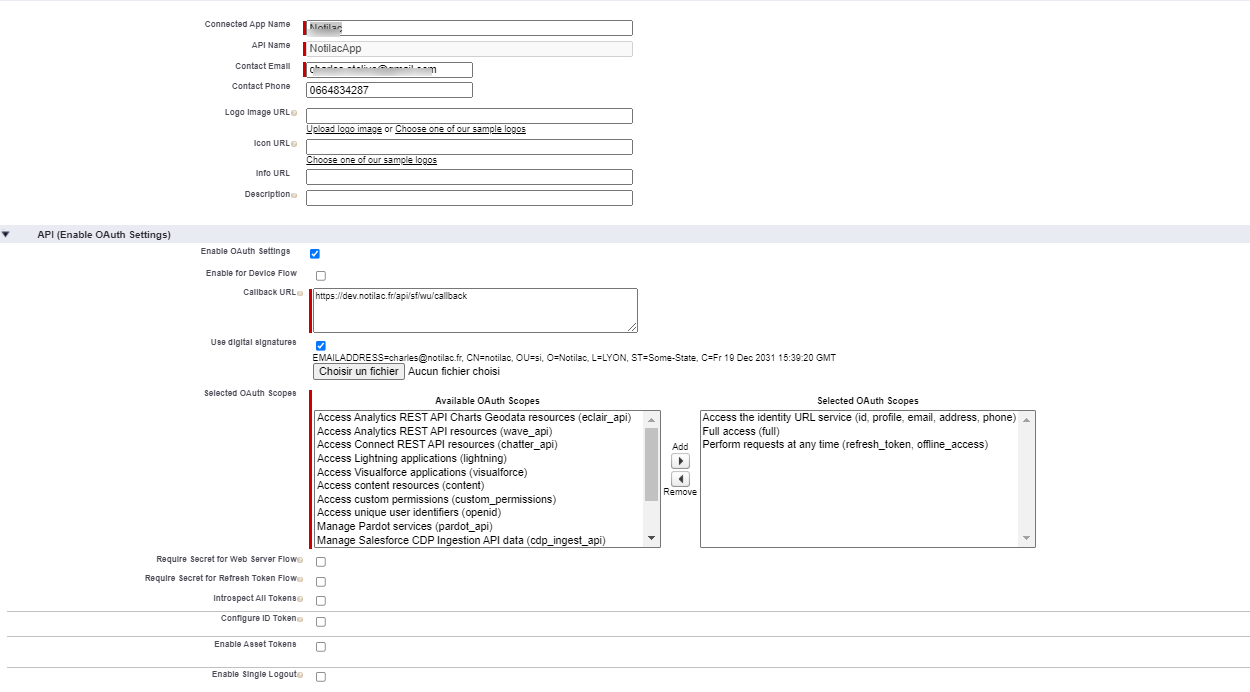 Connected App Name Notilac
API Name NotilacApp
Contact Email
Contact Phone 0664834287
Logo Image URL
Upload logo image or Choose one of our sample logos
Icon URL
Choose one of our sample logos
Info URL
Description
API (Enable OAuth Settings)
Enable OAuth Settings
Enable for Device Flow
Callback URL https://dev.notilac.fr/api/sf/wu/callback
Use digital signatures
EMAILADDRESS=charles@notilac.fr, CN=notilac, OU=si, O=Notilac, L=LYON, ST=Some-State, C=Fr 19 Dec 2031 15:39:20 GMT
Choisir un fichier Aucun fichier choisi
Selected OAuth Scopes
Available OAuth Scopes
Access Analytics REST API Charts Geodata resources (eclair_api)
Access Analytics REST API resources (wave_api)
Access Connect REST API resources (chatter_api)
Access Lightning applications (lightning)
Access Visualforce applications (visualforce)
Access content resources (content)
Access custom permissions (custom_permissions)
Access unique user identifiers (openid)
Manage Pardot services (pardot_api)
Manage Salesforce CDP Ingestion API data (cdp_ingest_api)
Add
Remove
Selected OAuth Scopes
Access the identity URL service (id, profile, email, address, phone)
Full access (full)
Perform requests at any time (refresh_token, offline_access)
Require Secret for Web Server Flow
Require Secret for Refresh Token Flow
Introspect All Tokens
Configure ID Token
Enable Asset Tokens
Enable Single Logout